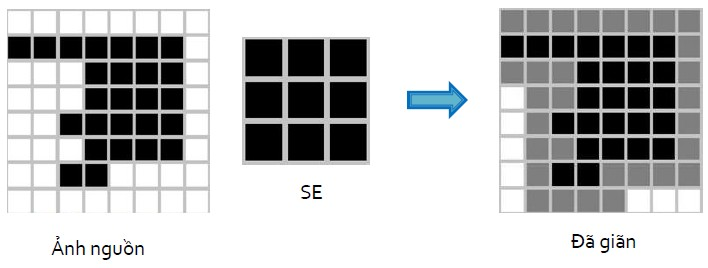 SE
Ảnh nguồn
Đã giãn